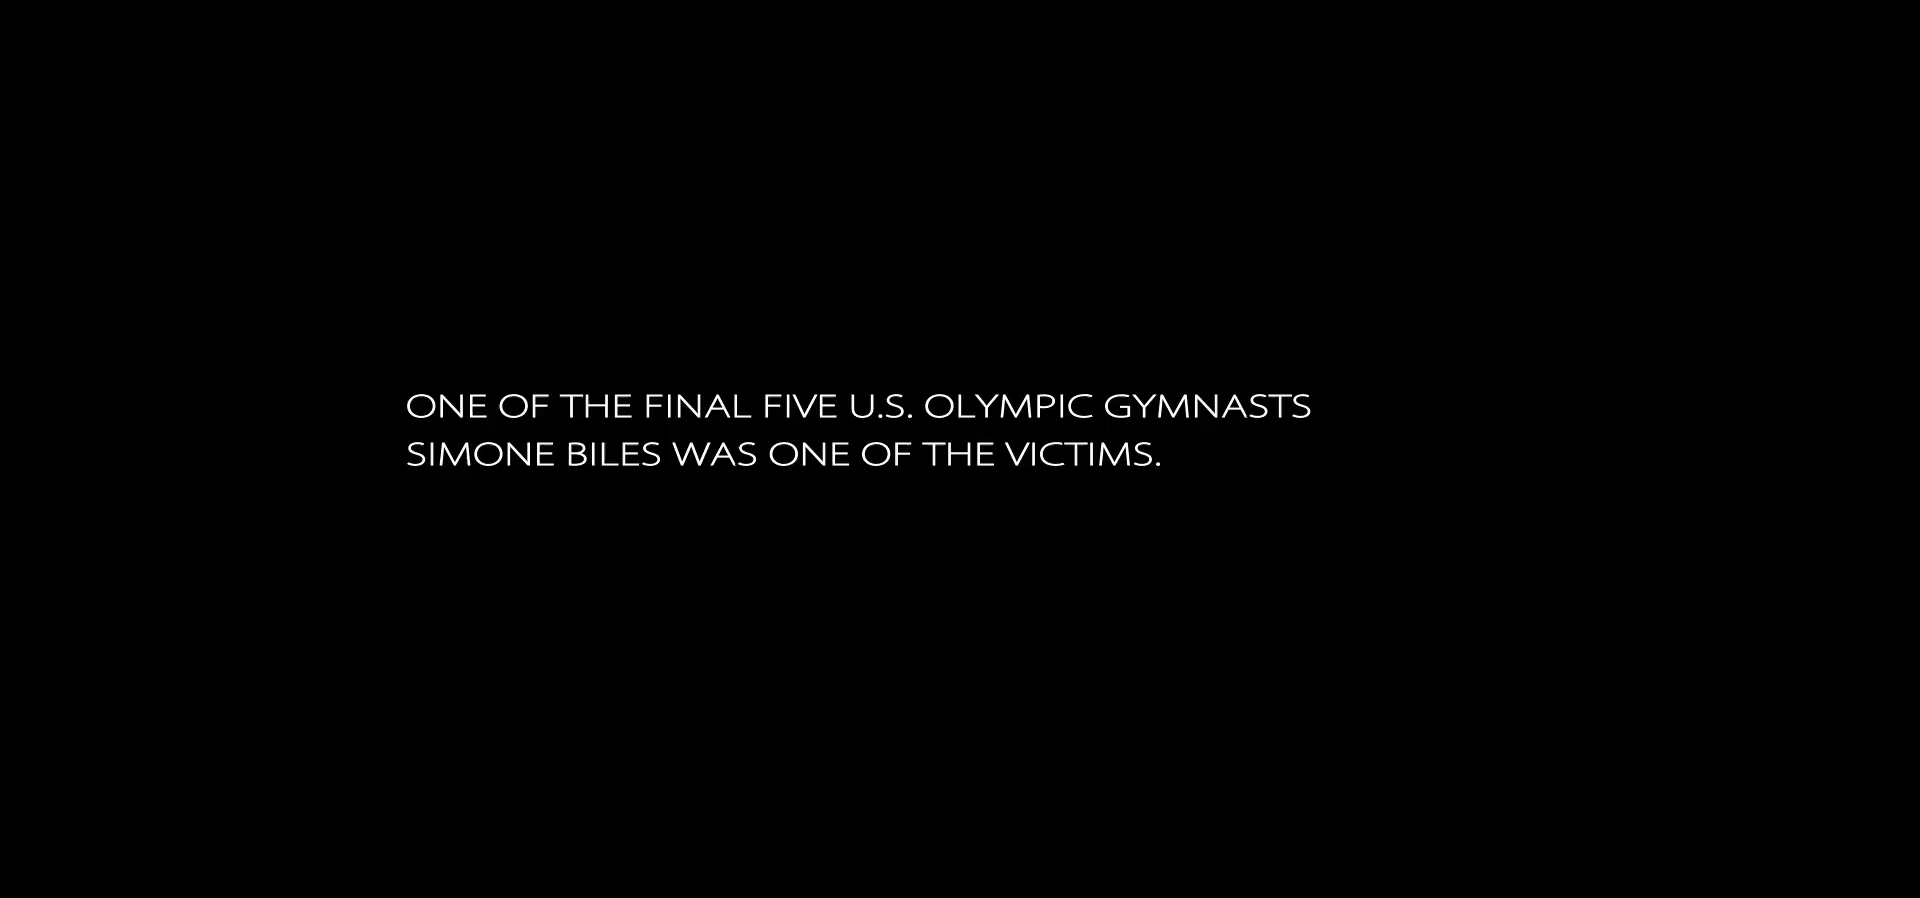 ONE OF THE FINAL FIVE U.S. OLYMPIC GYMNASTS
SIMONE BILES WAS ONE OF THE VICTIMS.